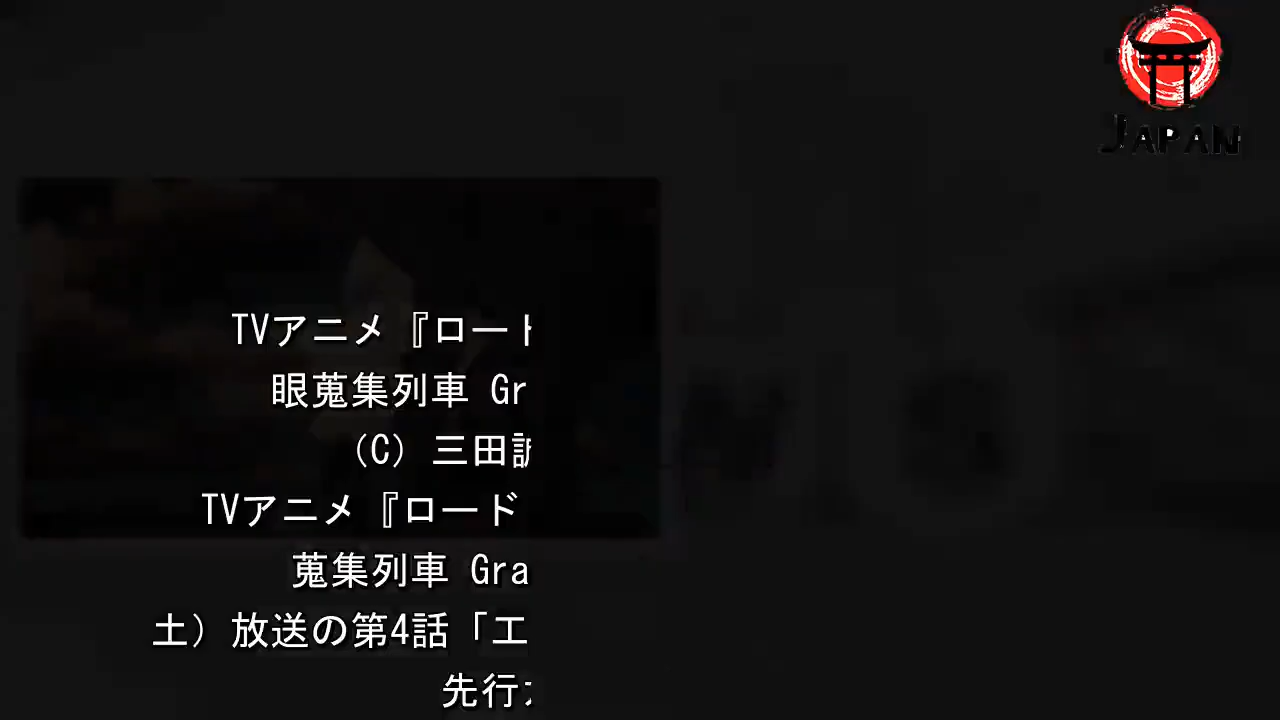 JAPAN
TVアニメ『ロード
眼蒐集列車 Gr
（C）三田誠
TVアニメ『ロード
蒐集列車 Gra
土）放送の第4話「エ
先行